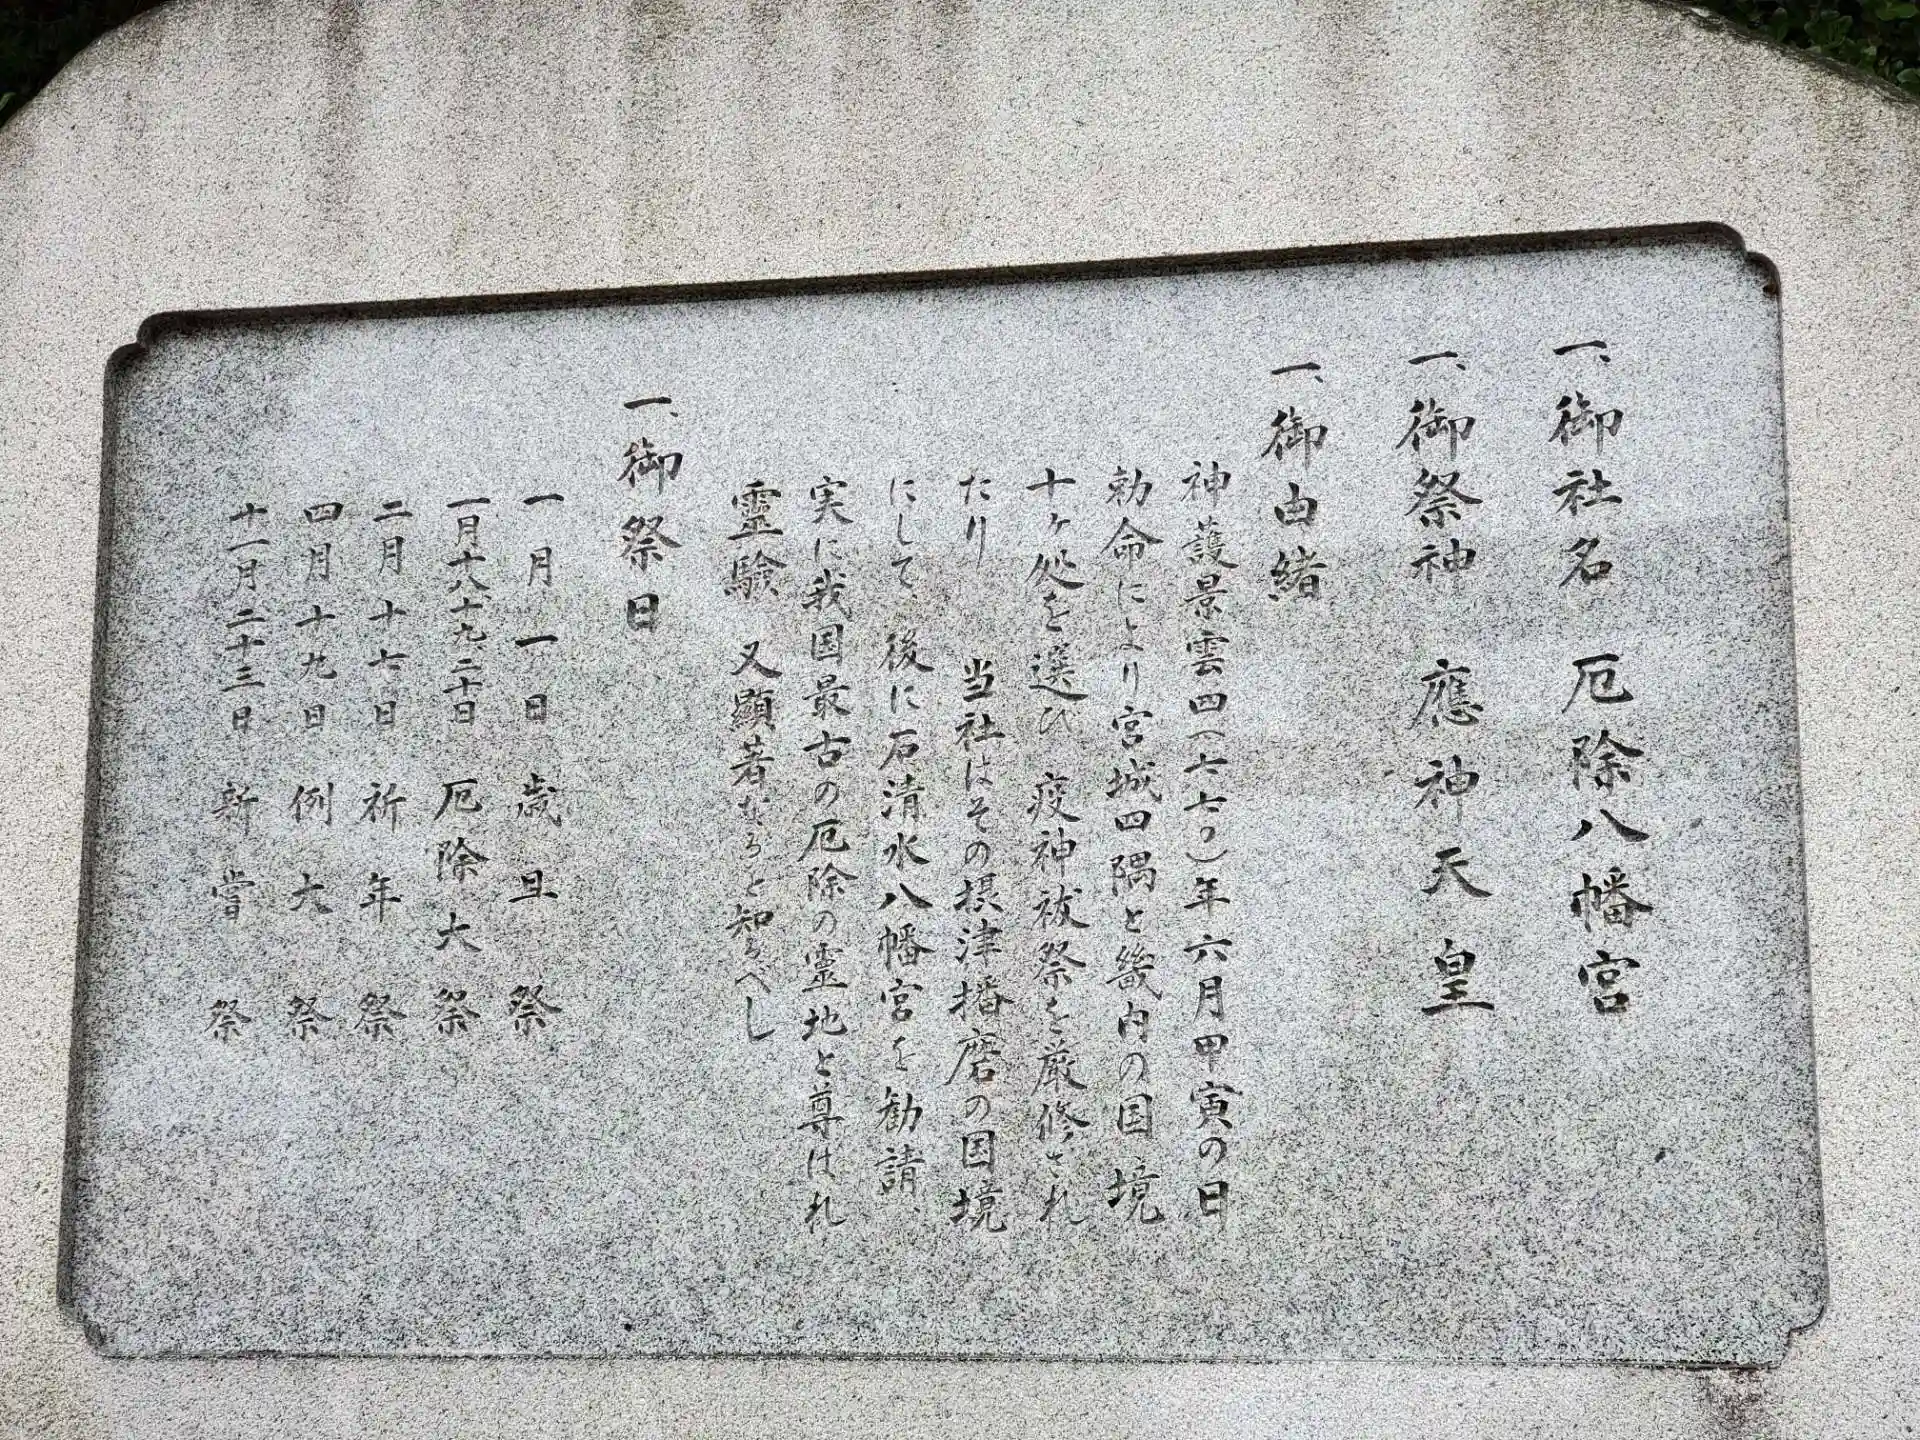 一、御社名　厄除八幡宮
一、御祭神　應神天皇
一、御由緒
神護景雲四（七七〇）年六月甲寅の日
勅命により宮城四隅と畿内の国境
十ヶ処を選び　疫神祓祭を厳修され
たり　当社はその摂津播磨の国境
にして、後に石清水八幡宮を勧請、
実に我国最古の厄除の霊地と尊ばれ
霊験　又顯著なりと知るべし
一、御祭日
一月　一日　歳旦祭
一月十八十九、二十日　厄除大祭
二月十七日　祈年祭
四月十九日　例大祭
十一月二十三日　新嘗祭